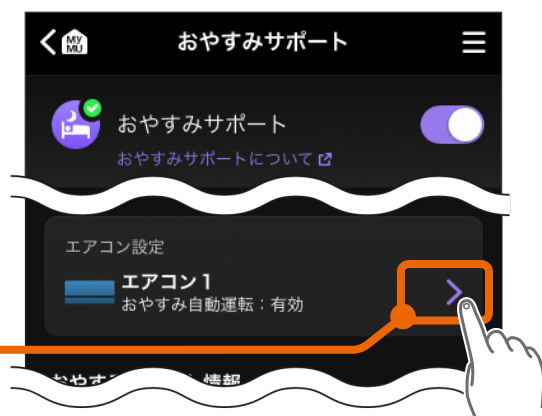 MY
MU
おやすみサポート
おやすみサポート
おやすみサポートについて
エアコン設定
エアコン 1
おやすみ自動運転：有効
情報